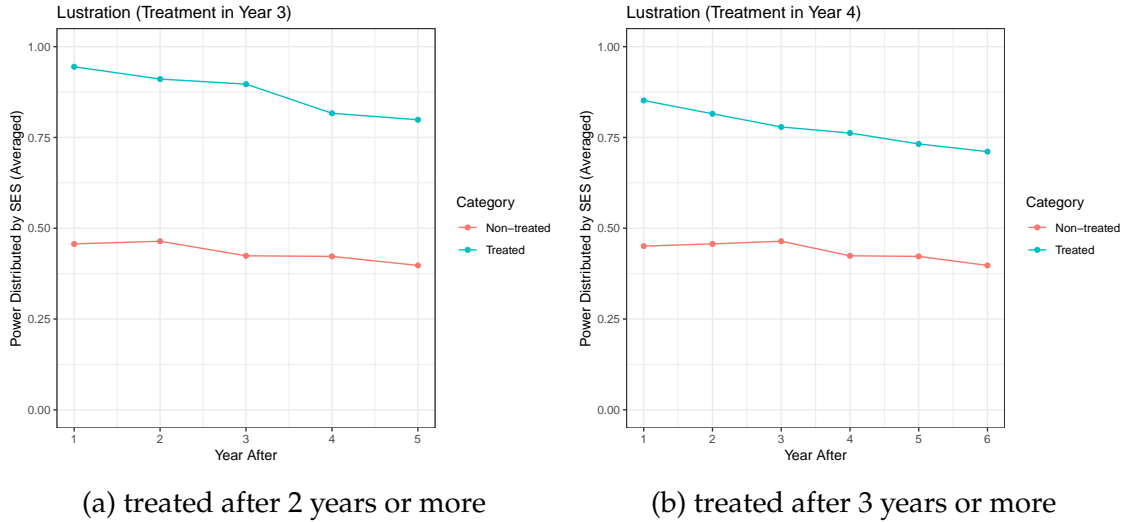 Lustration (Treatment in Year 3)
Power Distributed by SES (Averaged)
1.00
0.75
0.50
0.25
0.00
1 2 3 4 5
Year After
Category
Non−treated
Treated
(a) treated after 2 years or more
Lustration (Treatment in Year 4)
Power Distributed by SES (Averaged)
1.00
0.75
0.50
0.25
0.00
1 2 3 4 5 6
Year After
Category
Non−treated
Treated
(b) treated after 3 years or more